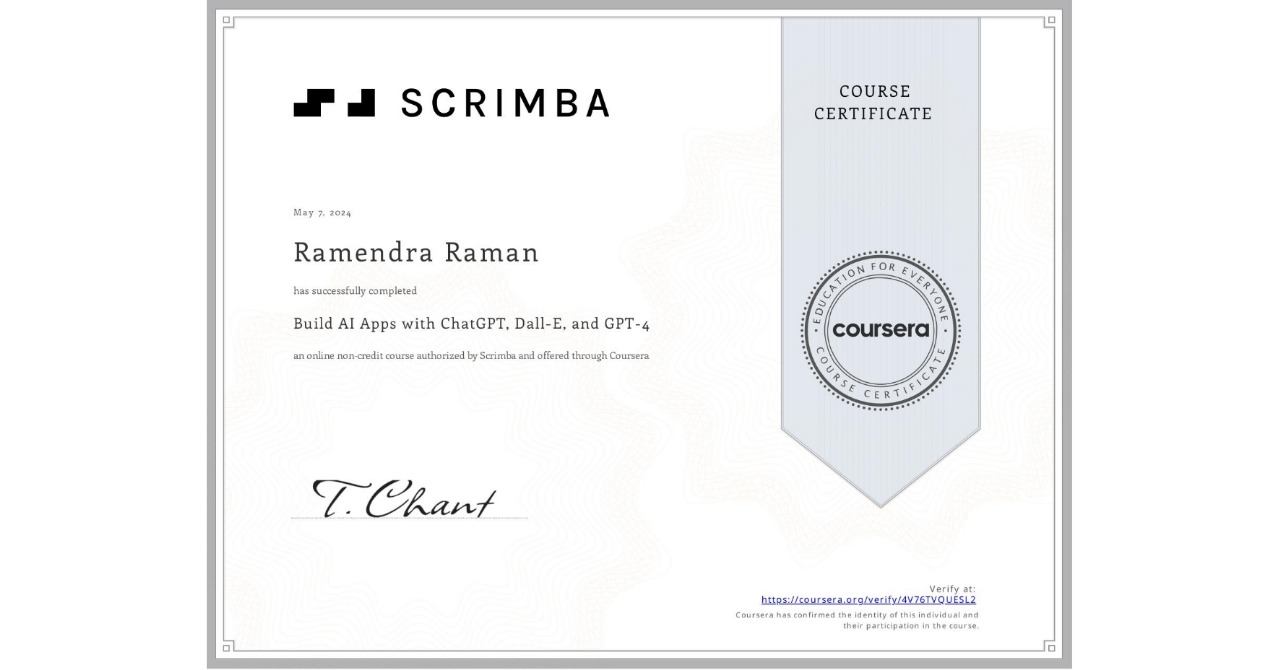 SCRIMBA
COURSE
CERTIFICATE
May 7, 2024
Ramendra Raman
has successfully completed
Build AI Apps with ChatGPT, Dall-E, and GPT-4
an online non-credit course authorized by Scrimba and offered through Coursera
EDUCATION FOR EVERYONE
coursera
COURSE CERTIFICATE
T. Chant
Verify at:
https://coursera.org/verify/4V76TVQUESL2
Coursera has confirmed the identity of this individual and
their participation in the course.